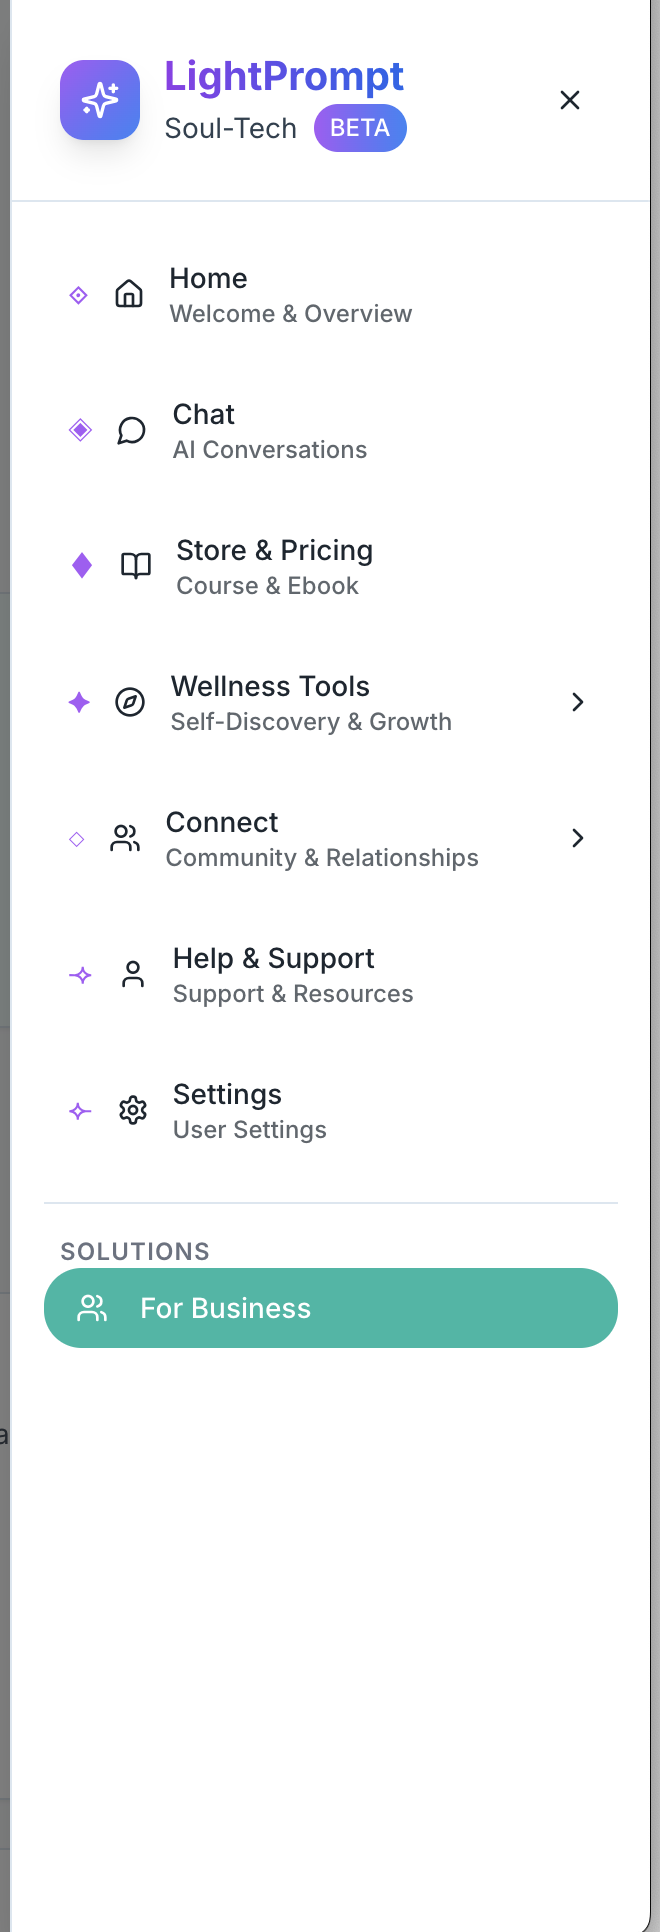 LightPrompt
Soul-Tech BETA
Home
Welcome & Overview
Chat
AI Conversations
Store & Pricing
Course & Ebook
Wellness Tools
Self-Discovery & Growth
Connect
Community & Relationships
Help & Support
Support & Resources
Settings
User Settings
SOLUTIONS
For Business
a